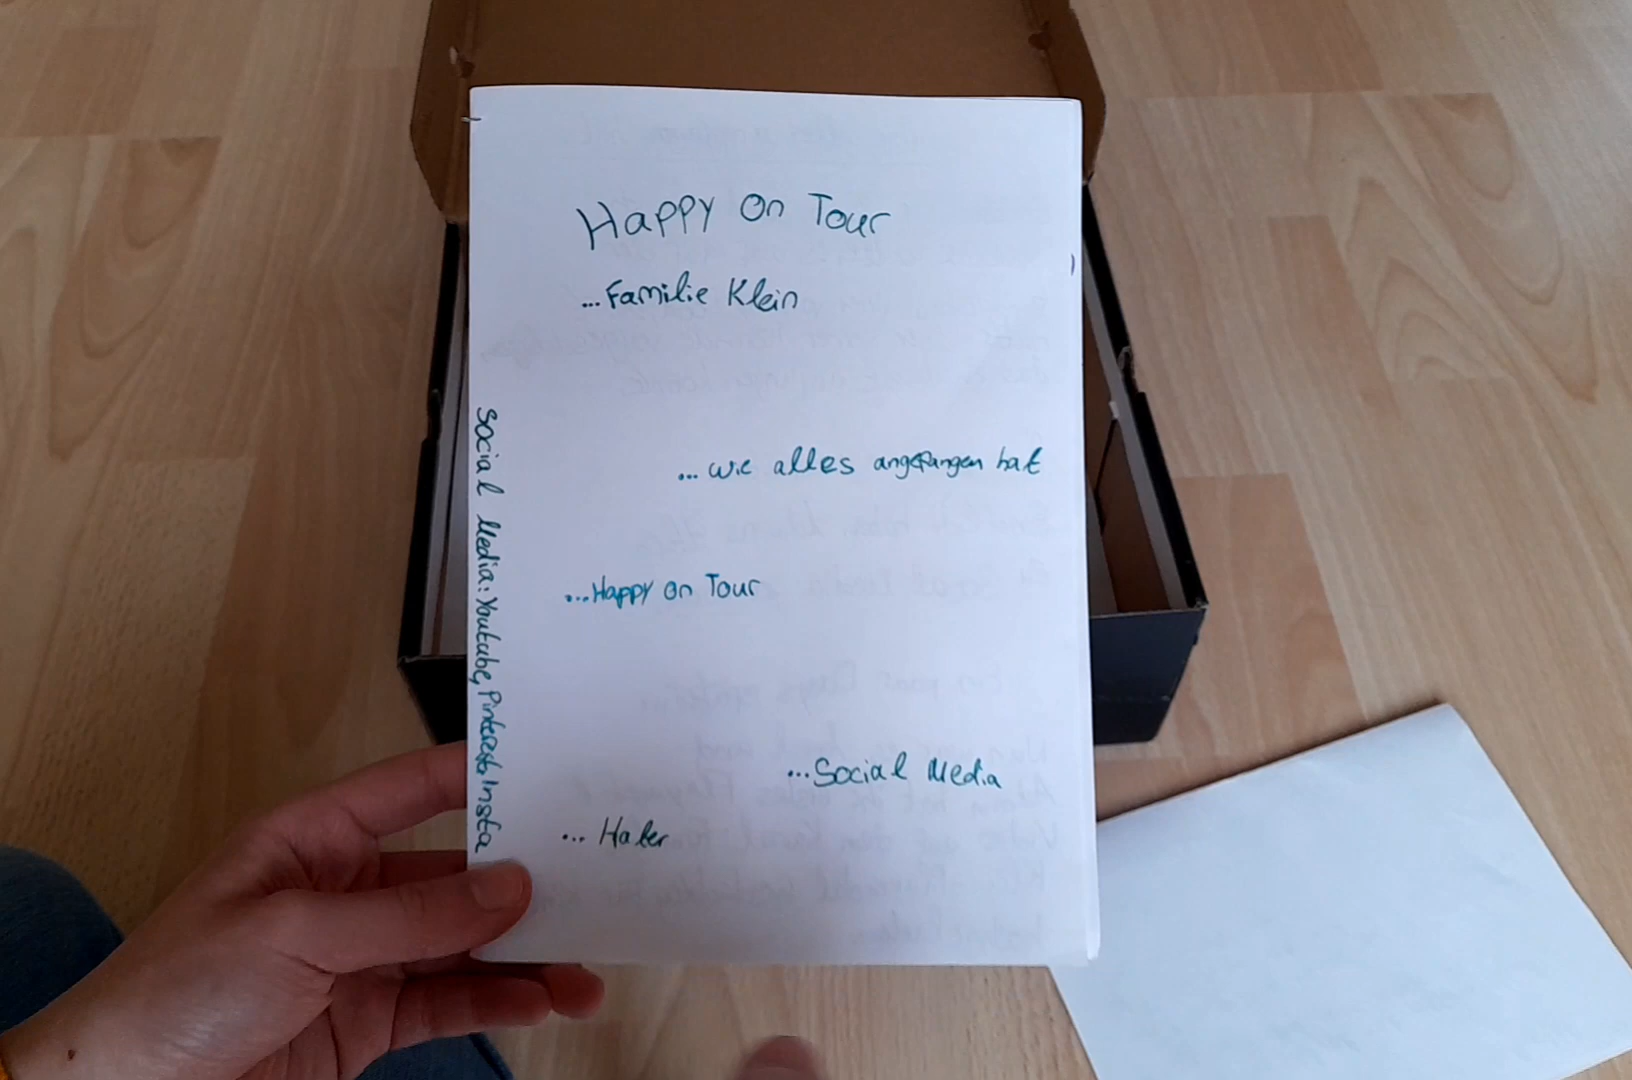 Happy On Tour
...Familie Klein
...wie alles angefangen hat
...Happy on Tour
...Social Media
...Hater
Social Media: Youtube, Pinterest, Insta